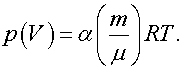 p(V) = α(m/μ)RT.